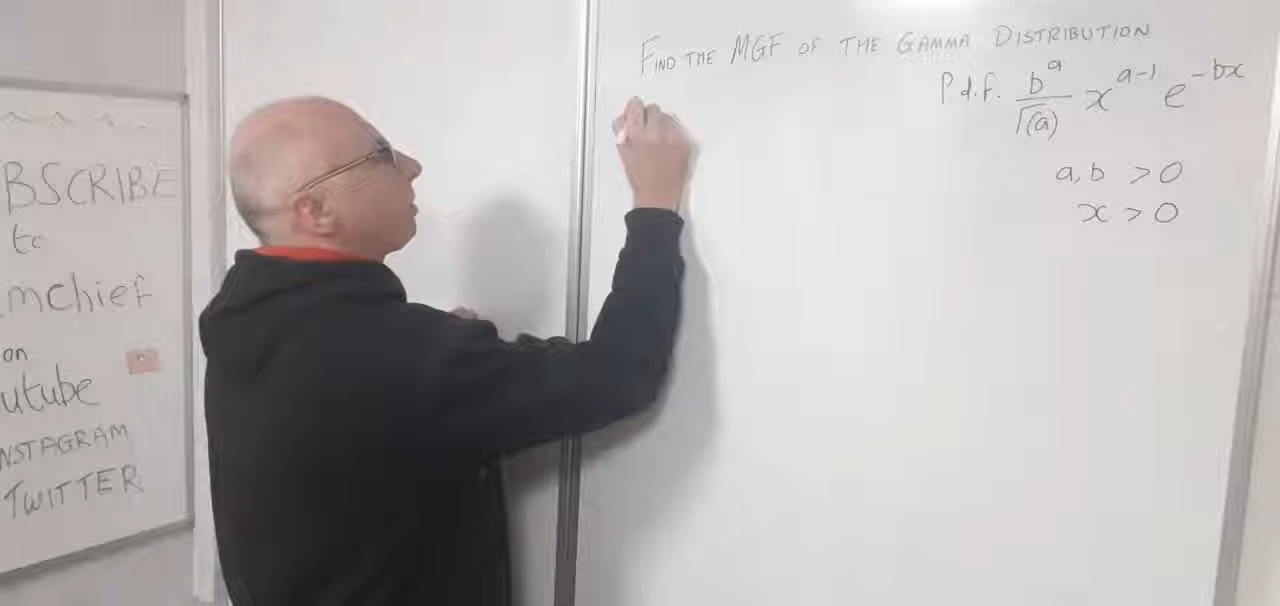 BSCRIBE
to
mchief
on
utube
NSTAGRAM
TWITTER
FIND THE MGF OF THE GAMMA DISTRIBUTION
P.d.f. b^a/Γ(a) x^(a-1) e^(-bx)
a, b > 0
x > 0